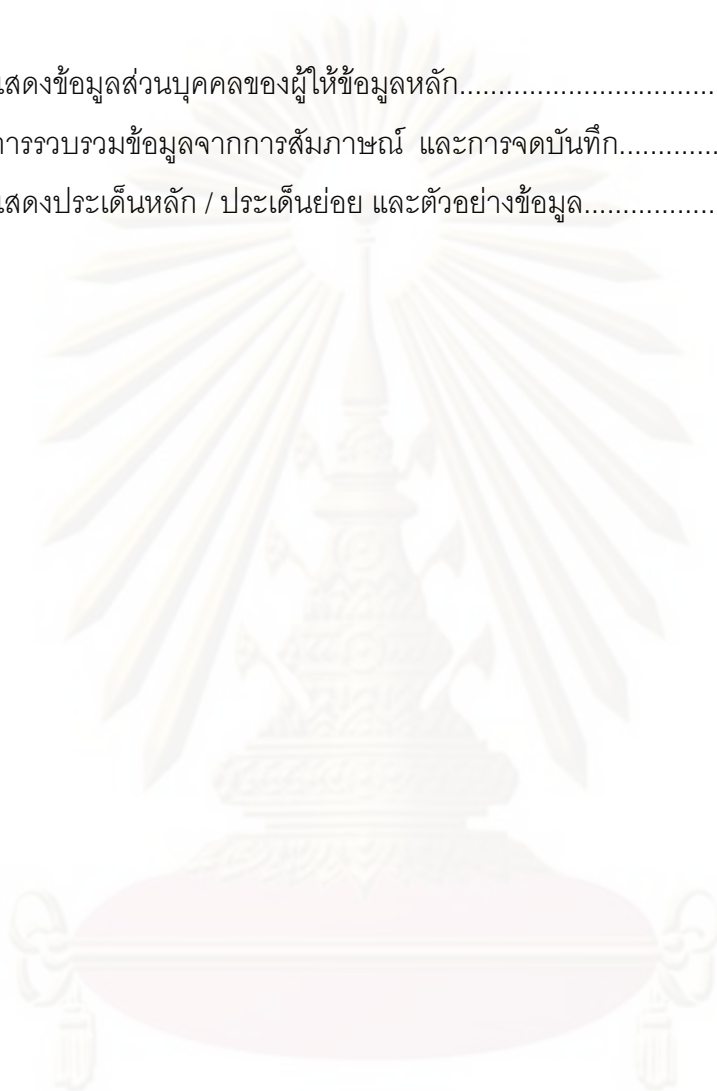 แสดงข้อมูลส่วนบุคคลของผู้ให้ข้อมูลหลัก................................
การรวบรวมข้อมูลจากการสัมภาษณ์ และการจดบันทึก.............
แสดงประเด็นหลัก / ประเด็นย่อย และตัวอย่างข้อมูล.................